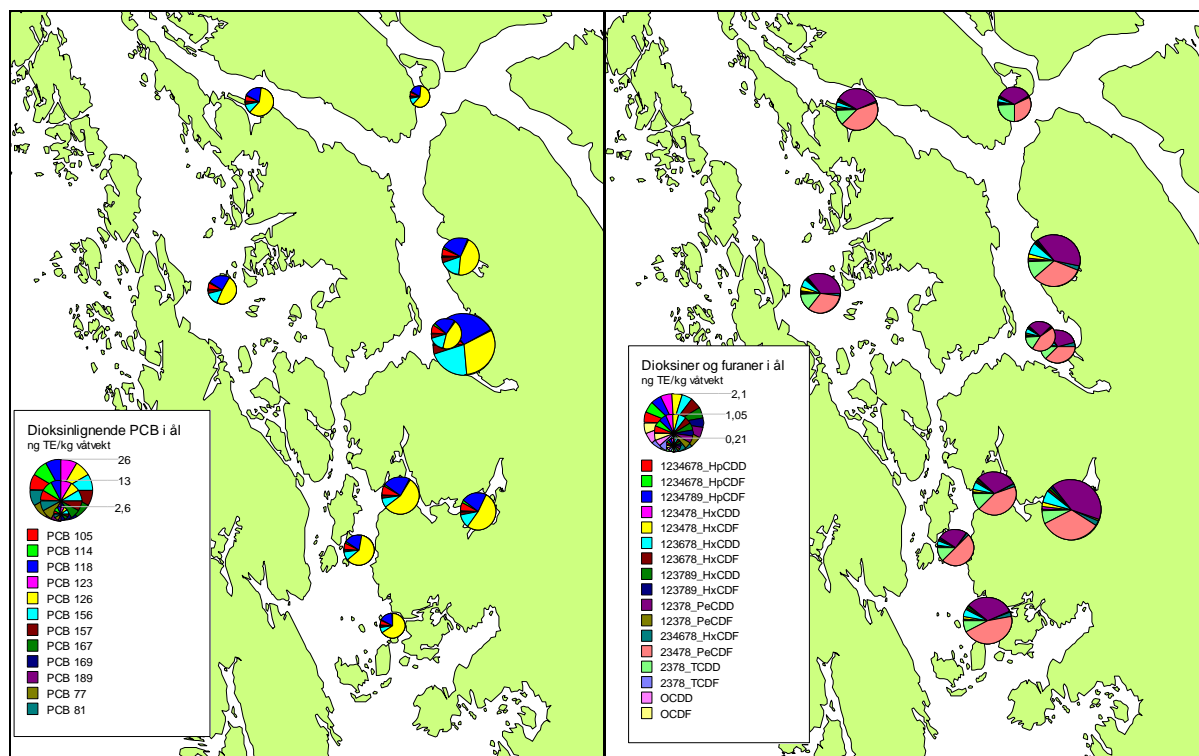 Dioksinlignende PCB i ål
ng TE/kg våtvekt
26
13
2,6
PCB 105
PCB 114
PCB 118
PCB 123
PCB 126
PCB 156
PCB 157
PCB 167
PCB 169
PCB 189
PCB 77
PCB 81
Dioksiner og furaner i ål
ng TE/kg våtvekt
2,1
1,05
0,21
1234678_HpCDD
1234678_HpCDF
1234789_HpCDF
123478_HxCDD
123478_HxCDF
123678_HxCDD
123678_HxCDF
123789_HxCDD
123789_HxCDF
12378_PeCDD
12378_PeCDF
234678_HxCDF
23478_PeCDF
2378_TCDD
2378_TCDF
OCDD
OCDF